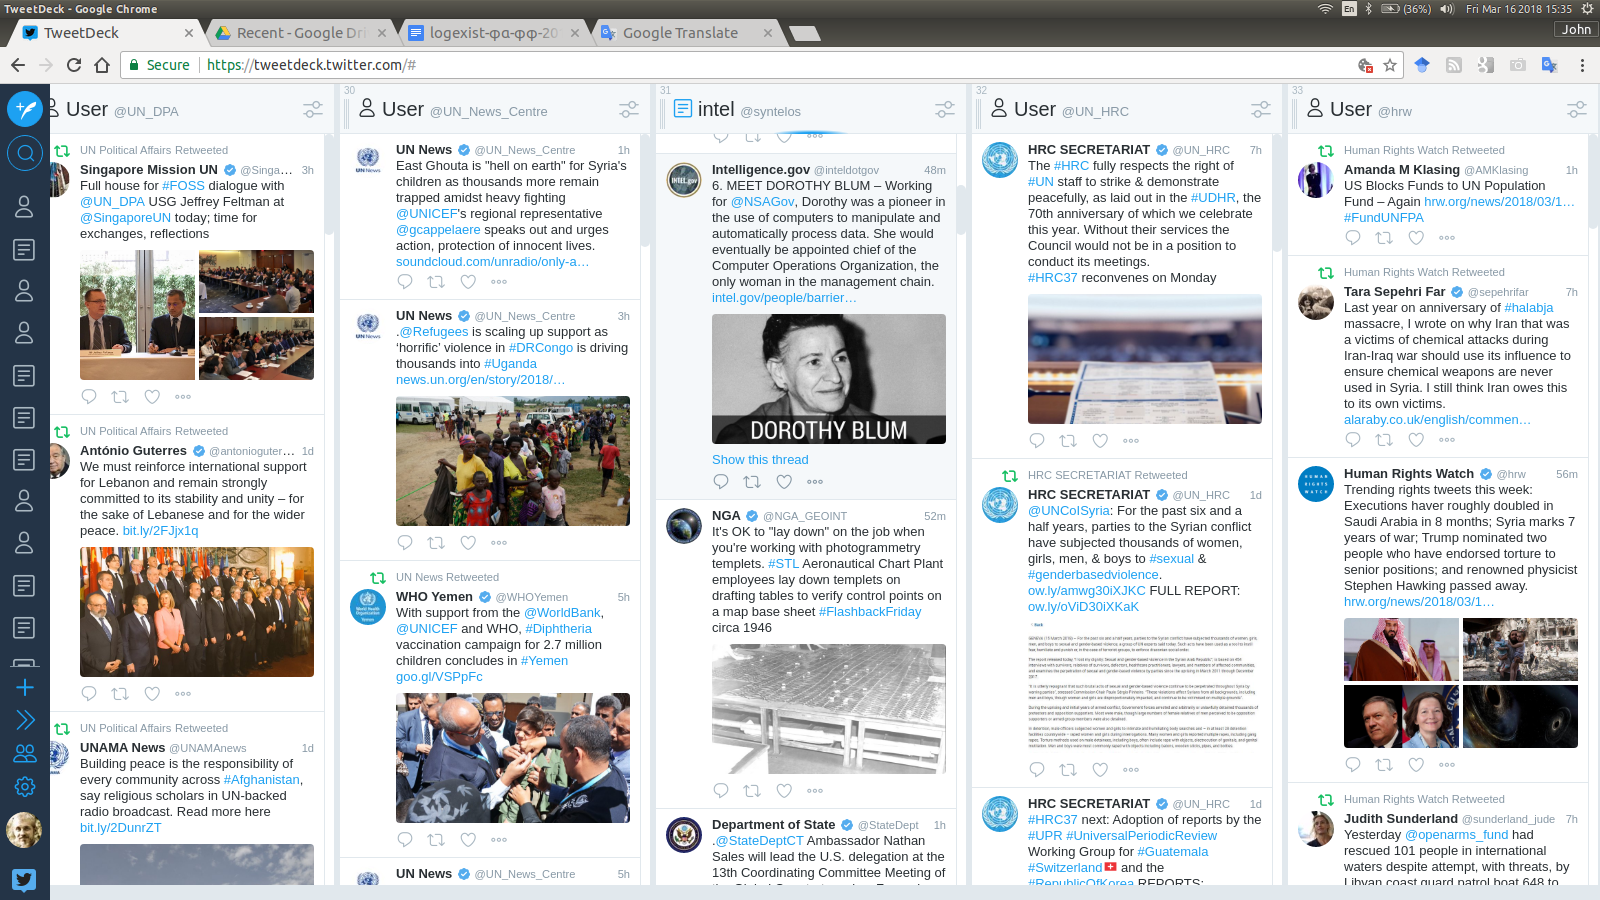 TweetDeck - Google Chrome
En
(36%)
Fri Mar 16 2018 15:35
TweetDeck
Recent - Google Dri
logexist-φα-φφ-20
Google Translate
John
Secure
https://tweetdeck.twitter.com/#
User @UN_DPA
UN Political Affairs Retweeted
Singapore Mission UN @Singa... 3h
Full house for #FOSS dialogue with
@UN_DPA USG Jeffrey Feltman at
@SingaporeUN today; time for
exchanges, reflections
UN Political Affairs Retweeted
António Guterres @antonioguter... 1d
We must reinforce international support
for Lebanon and remain strongly
committed to its stability and unity – for
the sake of Lebanese and for the wider
peace. bit.ly/2FJjx1q
UN Political Affairs Retweeted
UNAMA News @UNAMAnews 1d
Building peace is the responsibility of
every community across #Afghanistan,
say religious scholars in UN-backed
radio broadcast. Read more here
bit.ly/2DunrZT
30
User @UN_News_Centre
UN News @UN_News_Centre 1h
East Ghouta is "hell on earth" for Syria's
children as thousands more remain
trapped amidst heavy fighting
@UNICEF's regional representative
@gcappelaere speaks out and urges
action, protection of innocent lives.
soundcloud.com/unradio/only-a…
UN News @UN_News_Centre 3h
.@Refugees is scaling up support as
‘horrific’ violence in #DRCongo is driving
thousands into #Uganda
news.un.org/en/story/2018/…
UN News Retweeted
WHO Yemen @WHOYemen 5h
With support from the @WorldBank,
@UNICEF and WHO, #Diphtheria
vaccination campaign for 2.7 million
children concludes in #Yemen
goo.gl/VSPpFc
UN News @UN_News_Centre 5h
31
intel @syntelos
Intelligence.gov @inteldotgov 48m
6. MEET DOROTHY BLUM – Working
for @NSAGov, Dorothy was a pioneer in
the use of computers to manipulate and
automatically process data. She would
eventually be appointed chief of the
Computer Operations Organization, the
only woman in the management chain.
intel.gov/people/barrier…
DOROTHY BLUM
Show this thread
NGA @NGA_GEOINT 52m
It's OK to "lay down" on the job when
you're working with photogrammetry
templets. #STL Aeronautical Chart Plant
employees lay down templets on
drafting tables to verify control points on
a map base sheet #FlashbackFriday
circa 1946
Department of State @StateDept 1h
.@StateDeptCT Ambassador Nathan
Sales will lead the U.S. delegation at the
13th Coordinating Committee Meeting of
32
User @UN_HRC
HRC SECRETARIAT @UN_HRC 7h
The #HRC fully respects the right of
#UN staff to strike & demonstrate
peacefully, as laid out in the #UDHR, the
70th anniversary of which we celebrate
this year. Without their services the
Council would not be in a position to
conduct its meetings.
#HRC37 reconvenes on Monday
HRC SECRETARIAT Retweeted
HRC SECRETARIAT @UN_HRC 1d
@UNCoISyria: For the past six and a
half years, parties to the Syrian conflict
have subjected thousands of women,
girls, men, & boys to #sexual &
#genderbasedviolence.
ow.ly/amwg30iXJKC FULL REPORT:
ow.ly/oViD30iXKaK
HRC SECRETARIAT @UN_HRC 1d
#HRC37 next: Adoption of reports by the
#UPR #UniversalPeriodicReview
Working Group for #Guatemala
#Switzerland and the
#RepublicOfKorea REPORTS:
33
User @hrw
Human Rights Watch Retweeted
Amanda M Klasing @AMKlasing 1h
US Blocks Funds to UN Population
Fund – Again hrw.org/news/2018/03/1…
#FundUNFPA
Human Rights Watch Retweeted
Tara Sepehri Far @sepehrifar 7h
Last year on anniversary of #halabja
massacre, I wrote on why Iran that was
a victims of chemical attacks during
Iran-Iraq war should use its influence to
ensure chemical weapons are never
used in Syria. I still think Iran owes this
to its own victims.
alaraby.co.uk/english/commen…
Human Rights Watch @hrw 56m
Trending rights tweets this week:
Executions haver roughly doubled in
Saudi Arabia in 8 months; Syria marks 7
years of war; Trump nominated two
people who have endorsed torture to
senior positions; and renowned physicist
Stephen Hawking passed away.
hrw.org/news/2018/03/1…
Human Rights Watch Retweeted
Judith Sunderland @sunderland_jude 7h
Yesterday @openarms_fund had
rescued 101 people in international
waters despite attempt, with threats, by
Libyan coast guard patrol boat 648 to